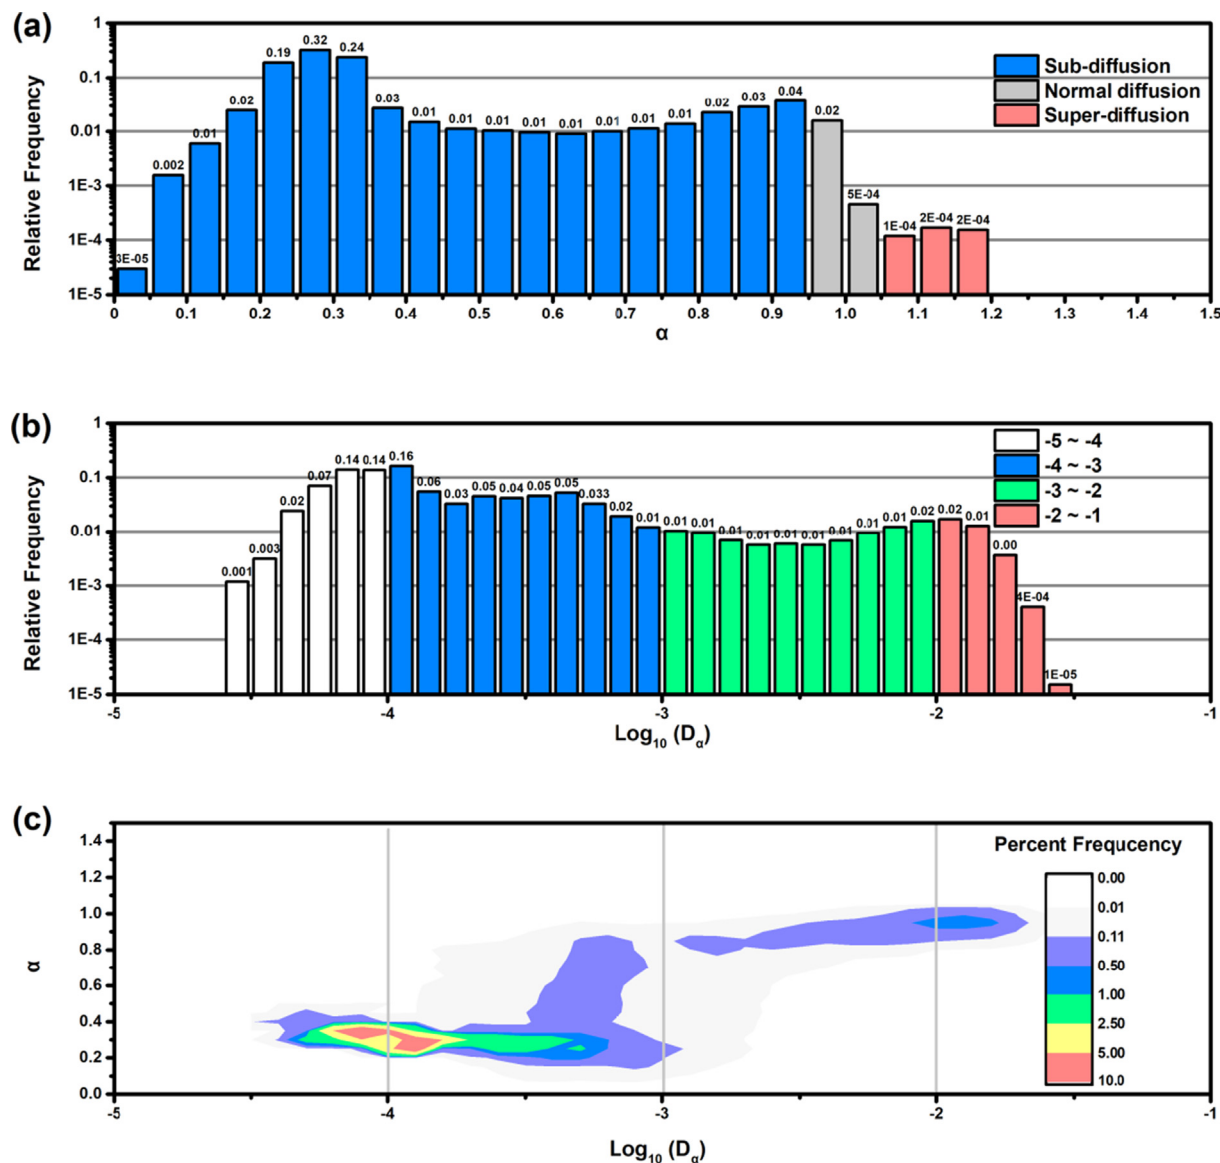 (a)
Relative Frequency
1
0.1
0.01
1E-3
1E-4
1E-5
3E-05
0.002
0.01
0.02
0.19
0.32
0.24
0.03
0.01
0.01
0.01
0.01
0.01
0.01
0.01
0.01
0.02
0.03
0.04
0.02
5E-04
1E-04
2E-04
2E-04
Sub-diffusion
Normal diffusion
Super-diffusion
0 0.1 0.2 0.3 0.4 0.5 0.6 0.7 0.8 0.9 1.0 1.1 1.2 1.3 1.4 1.5
α
(b)
Relative Frequency
1
0.1
0.01
1E-3
1E-4
1E-5
0.001
0.003
0.02
0.07
0.14
0.14
0.16
0.06
0.03
0.05
0.04
0.05
0.05
0.033
0.02
0.01
0.01
0.01
0.01
0.01
0.01
0.01
0.01
0.01
0.01
0.02
0.02
0.01
0.00
4E-04
1E-05
-5 ~ -4
-4 ~ -3
-3 ~ -2
-2 ~ -1
-5 -4 -3 -2 -1
Log10 (Dα)
(c)
α
1.4
1.2
1.0
0.8
0.6
0.4
0.2
0.0
Percent Frequcency
0.00
0.01
0.11
0.50
1.00
2.50
5.00
10.0
-5 -4 -3 -2 -1
Log10 (Dα)